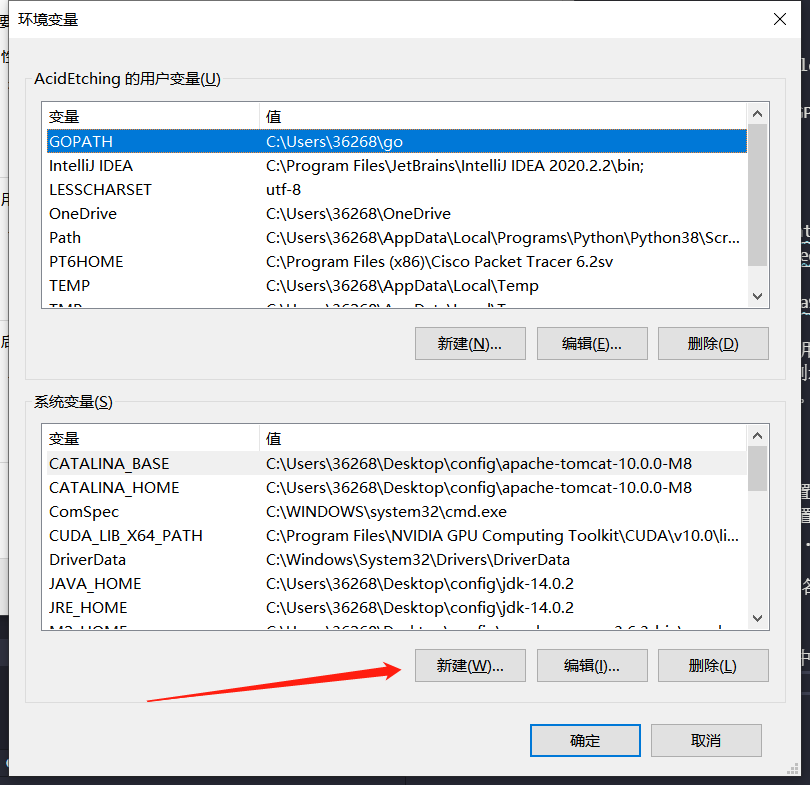 环境变量
AcidEtching 的用户变量(U)
变量 值
GOPATH C:\Users\36268\go
IntelliJ IDEA C:\Program Files\JetBrains\IntelliJ IDEA 2020.2.2\bin;
LESSCHARSET utf-8
OneDrive C:\Users\36268\OneDrive
Path C:\Users\36268\AppData\Local\Programs\Python\Python38\Scr...
PT6HOME C:\Program Files (x86)\Cisco Packet Tracer 6.2sv
TEMP C:\Users\36268\AppData\Local\Temp
新建(N)... 编辑(E)... 删除(D)
系统变量(S)
变量 值
CATALINA_BASE C:\Users\36268\Desktop\config\apache-tomcat-10.0.0-M8
CATALINA_HOME C:\Users\36268\Desktop\config\apache-tomcat-10.0.0-M8
ComSpec C:\WINDOWS\system32\cmd.exe
CUDA_LIB_X64_PATH C:\Program Files\NVIDIA GPU Computing Toolkit\CUDA\v10.0\li...
DriverData C:\Windows\System32\Drivers\DriverData
JAVA_HOME C:\Users\36268\Desktop\config\jdk-14.0.2
JRE_HOME C:\Users\36268\Desktop\config\jdk-14.0.2
新建(W)... 编辑(I)... 删除(L)
确定 取消